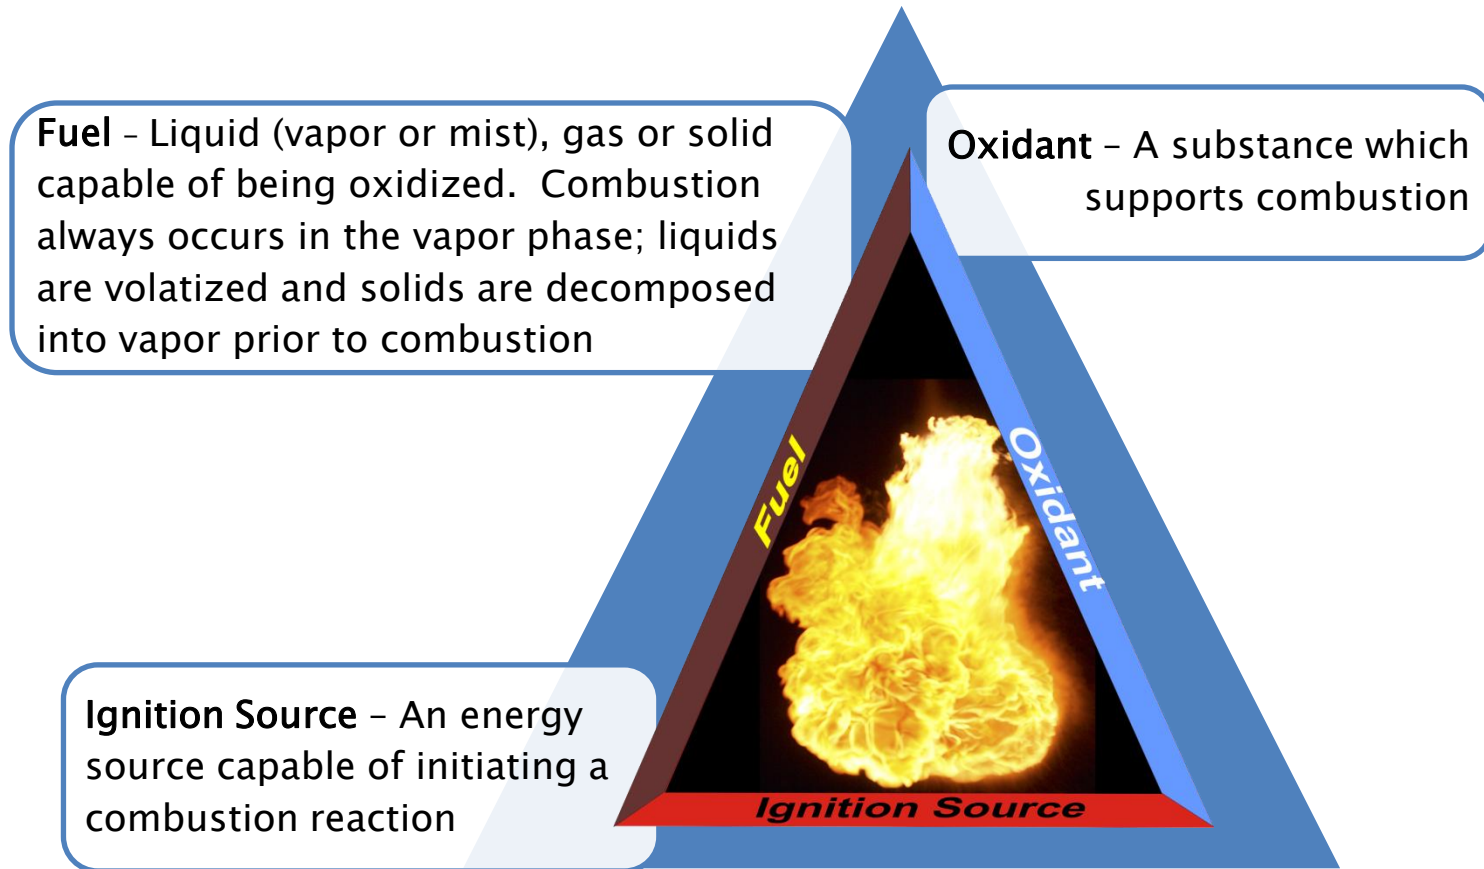 Fuel – Liquid (vapor or mist), gas or solid
capable of being oxidized.  Combustion
always occurs in the vapor phase; liquids
are volatized and solids are decomposed
into vapor prior to combustion
Oxidant – A substance which
supports combustion
Fuel
Oxidant
Ignition Source – An energy
source capable of initiating a
combustion reaction
Ignition Source